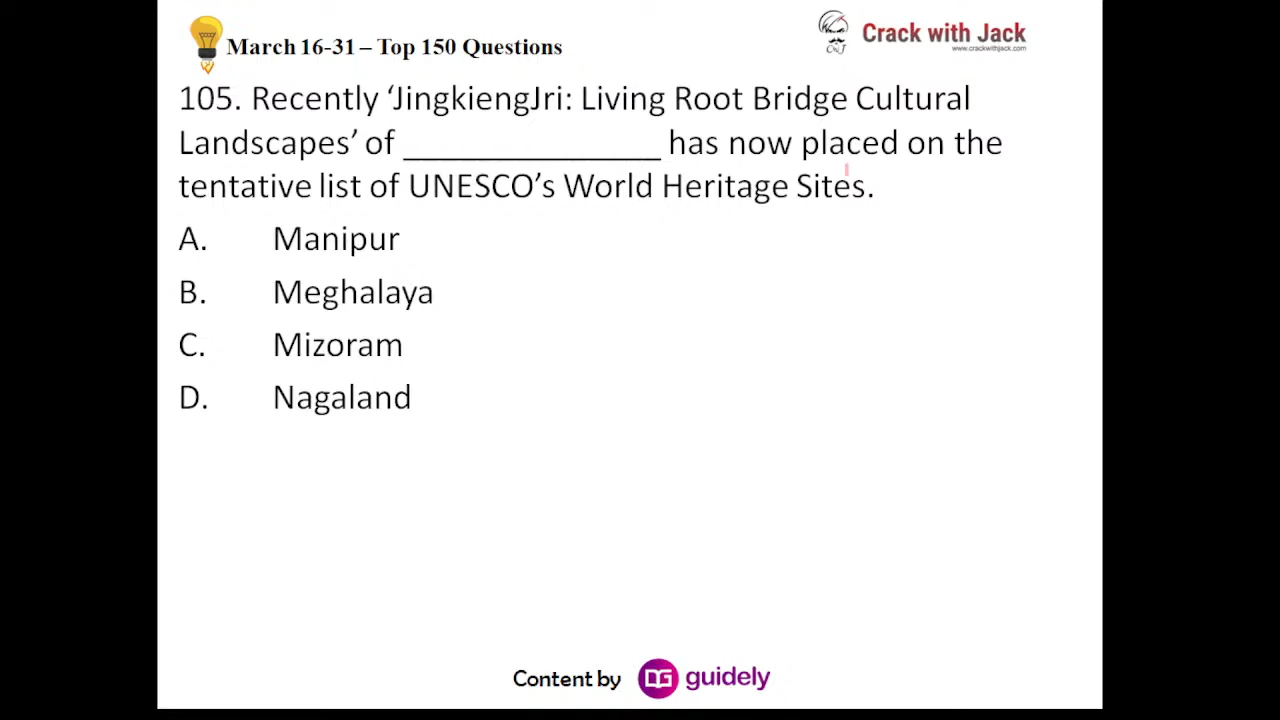 March 16-31 – Top 150 Questions
Crack with Jack
www.crackwithjack.com
CwJ
105. Recently ‘JingkiengJri: Living Root Bridge Cultural
Landscapes’ of _______________ has now placed on the
tentative list of UNESCO’s World Heritage Sites.
A. Manipur
B. Meghalaya
C. Mizoram
D. Nagaland
Content by guidely